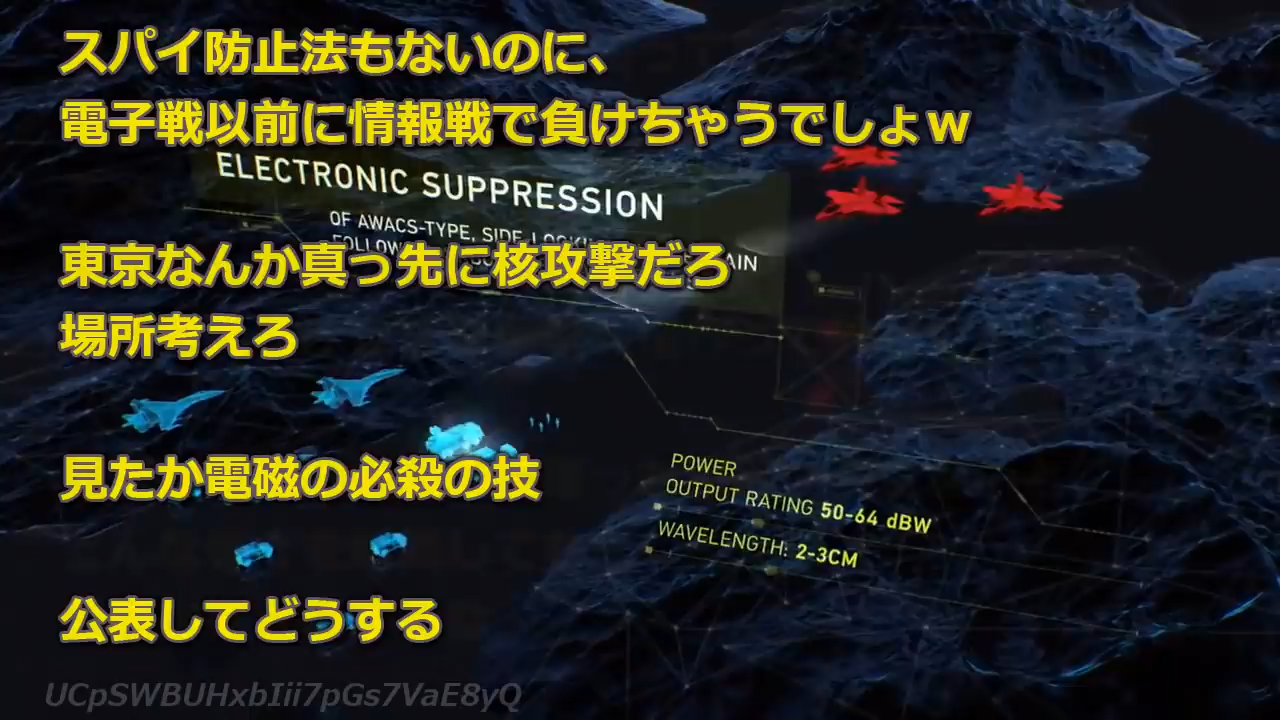 スパイ防止法もないのに、
電子戦以前に情報戦で負けちゃうでしょｗ
ELECTRONIC SUPPRESSION
OF AWACS-TYPE, SIDE-LOOKI
FOLLOW AIN
東京なんか真っ先に核攻撃だろ
場所考えろ
見たか電磁の必殺の技
POWER
OUTPUT RATING 50-64 dBW
WAVELENGTH: 2-3CM
公表してどうする
UCpSWBUHxbIii7pGs7VaE8yQ